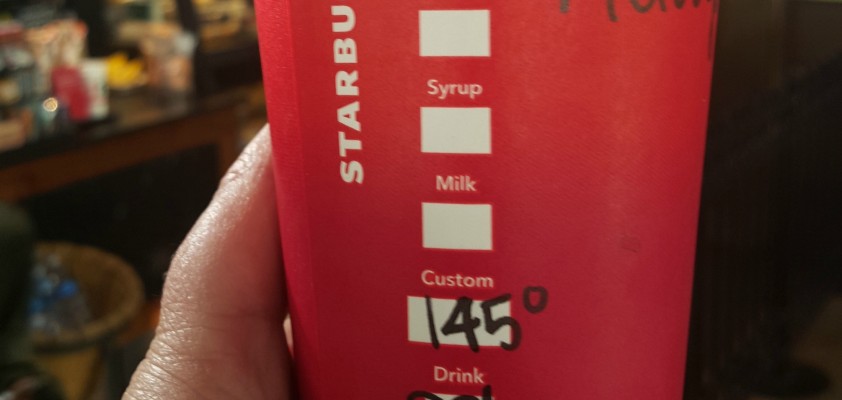 STARBU
Syrup
Milk
Custom
145°
Drink